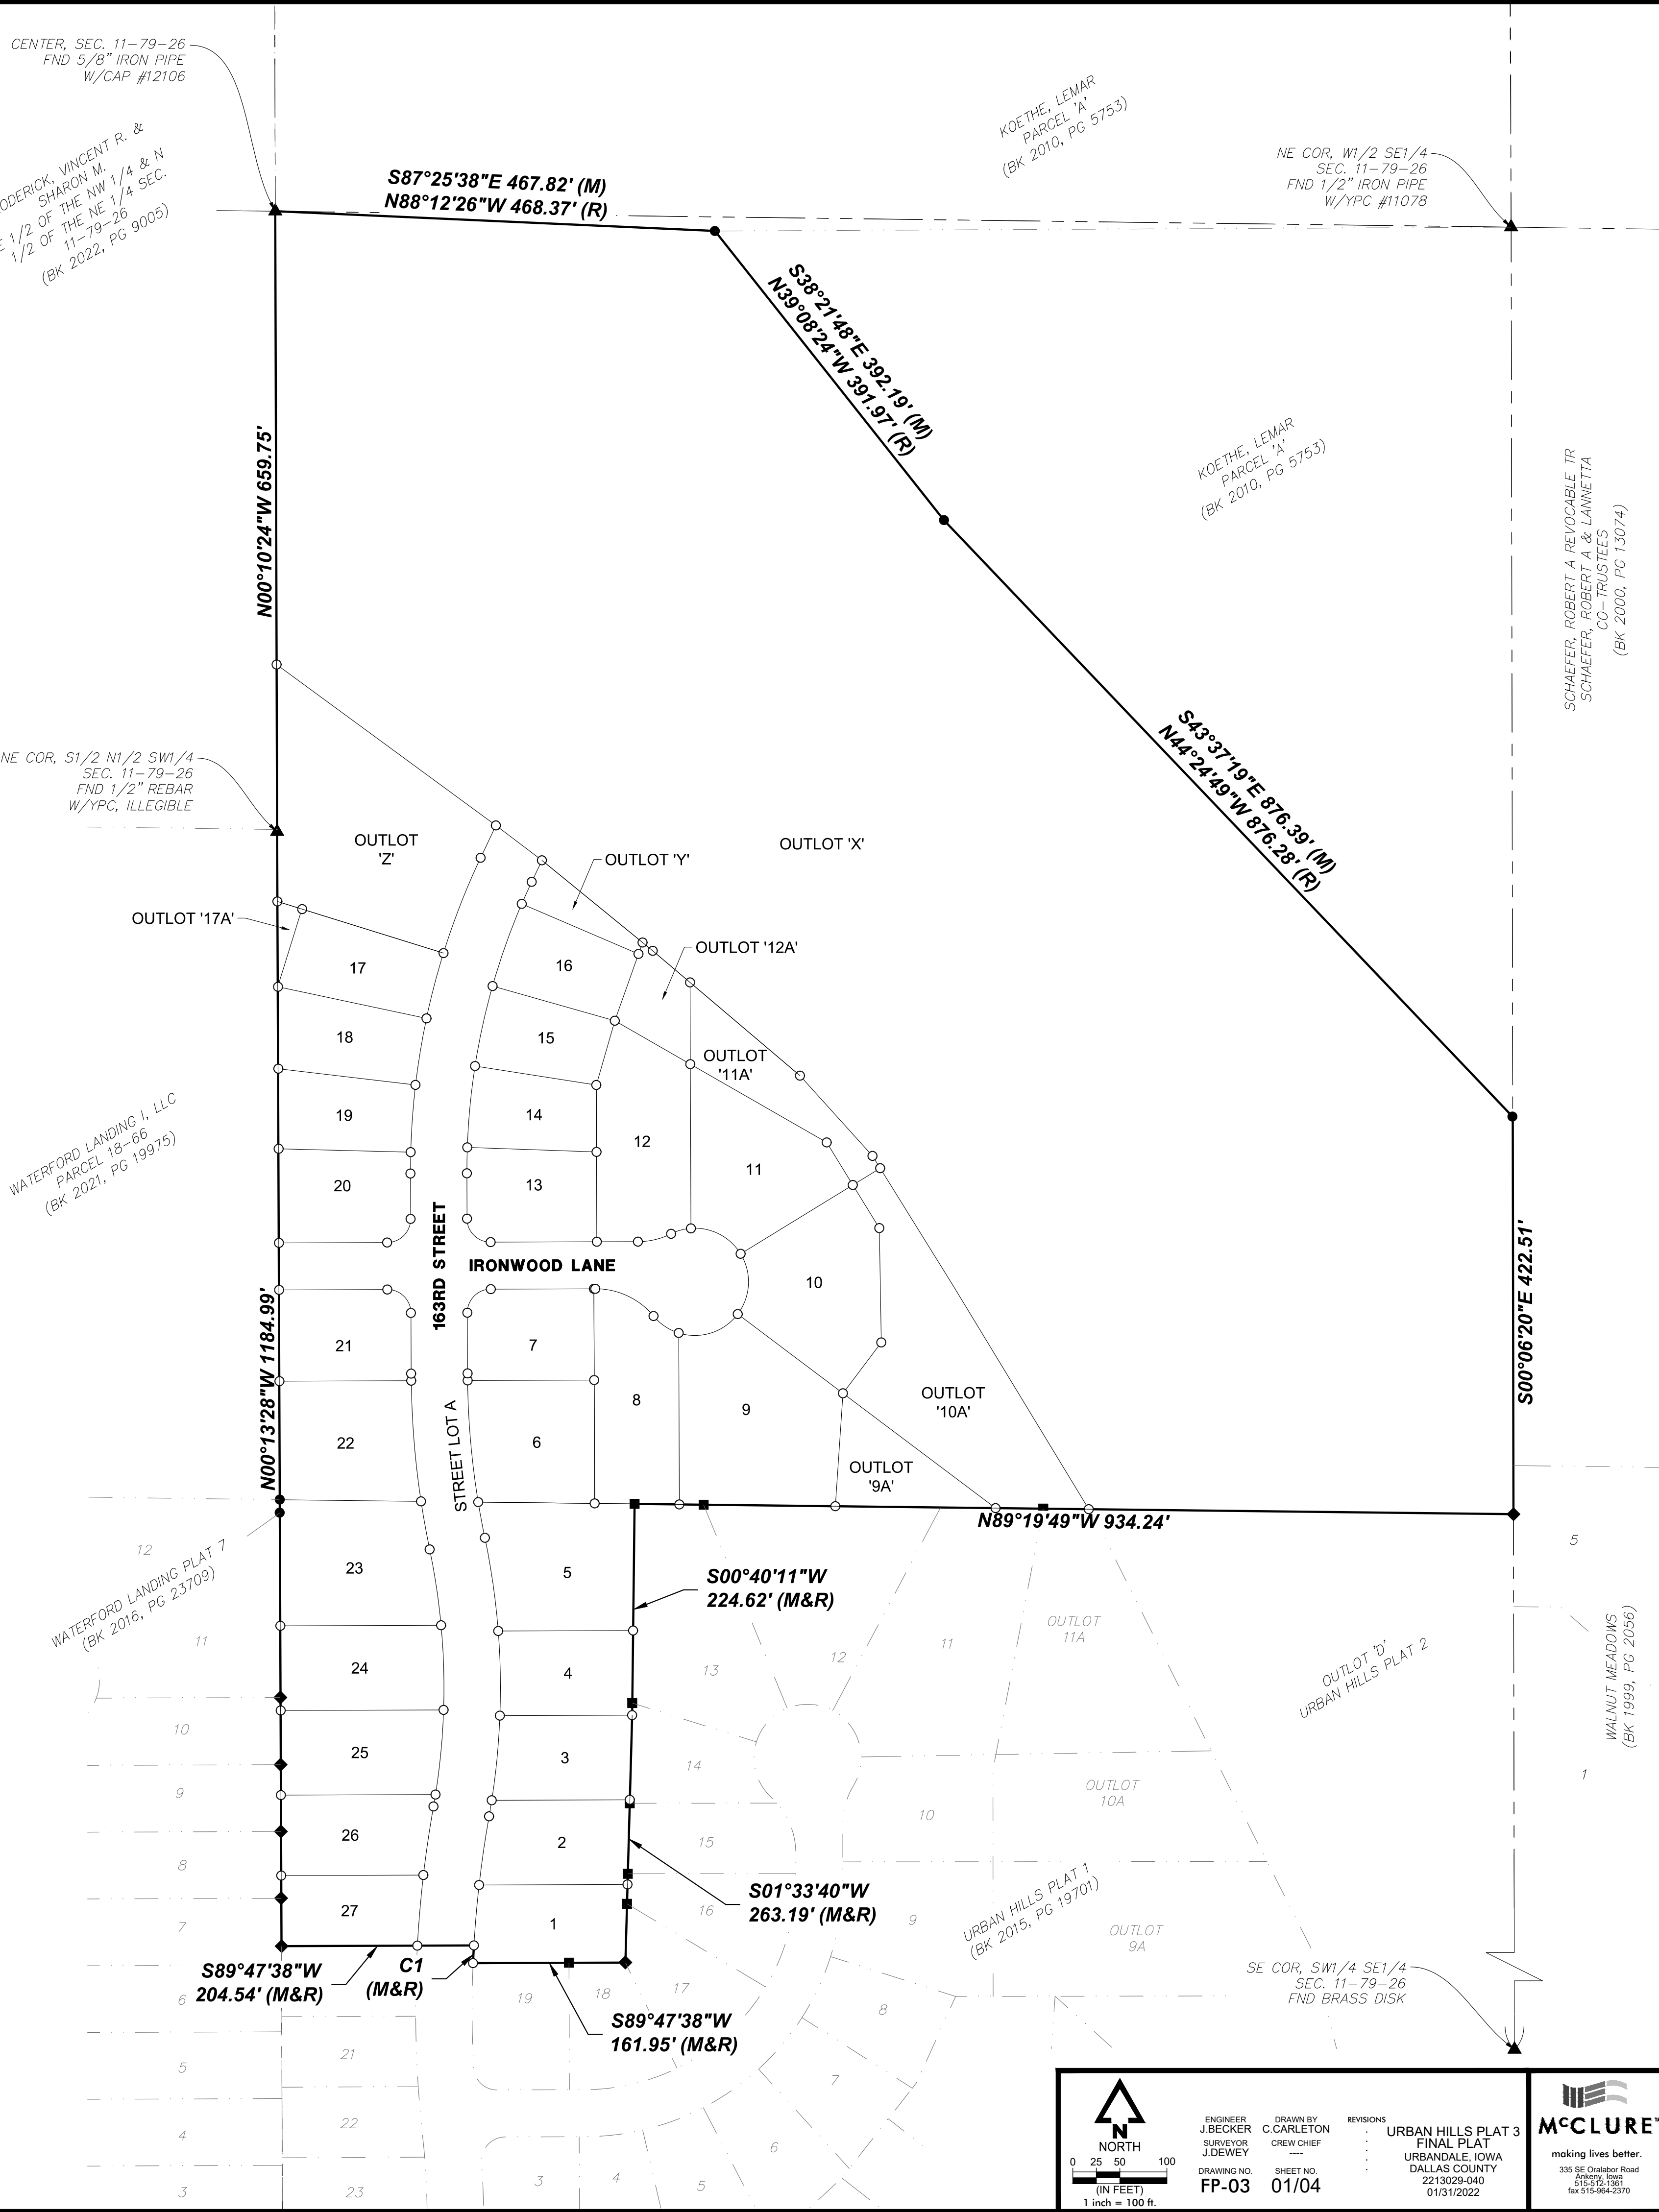 CENTER, SEC. 11-79-26
FND 5/8" IRON PIPE
W/CAP #12106
ODERICK, VINCENT R. &
SHARON M.
E 1/2 OF THE NW 1/4 & N
1/2 OF THE NE 1/4 SEC.
11-79-26
(BK 2022, PG 9005)
KOETHE, LEMAR
PARCEL 'A'
(BK 2010, PG 5753)
NE COR, W1/2 SE1/4
SEC. 11-79-26
FND 1/2" IRON PIPE
W/YPC #11078
S87°25'38"E 467.82' (M)
N88°12'26"W 468.37' (R)
S38°21'48"E 392.19' (M)
N39°08'24"W 391.97' (R)
N00°10'24"W 659.75'
KOETHE, LEMAR
PARCEL 'A'
(BK 2010, PG 5753)
SCHAEFER, ROBERT A REVOCABLE TR
SCHAEFER, ROBERT A & LANNETTA
CO-TRUSTEES
(BK 2000, PG 13074)
S43°37'19"E 876.39' (M)
N44°24'49"W 876.28' (R)
NE COR, S1/2 N1/2 SW1/4
SEC. 11-79-26
FND 1/2" REBAR
W/YPC, ILLEGIBLE
OUTLOT
'Z'
OUTLOT 'Y'
OUTLOT 'X'
OUTLOT '17A'
OUTLOT '12A'
17
16
18
15
OUTLOT
'11A'
19
14
12
11
20
13
WATERFORD LANDING I, LLC
PARCEL 18-66
(BK 2021, PG 19975)
163RD STREET
IRONWOOD LANE
10
S00°06'20"E 422.51'
N00°13'28"W 1184.99'
21
7
8
9
OUTLOT
'10A'
22
6
STREET LOT A
OUTLOT
'9A'
N89°19'49"W 934.24'
12
WATERFORD LANDING PLAT 7
(BK 2016, PG 23709)
23
5
S00°40'11"W
224.62' (M&R)
5
11
24
4
13
12
11
OUTLOT
11A
OUTLOT 'D'
URBAN HILLS PLAT 2
WALNUT MEADOWS
(BK 1999, PG 2056)
10
25
3
14
1
9
OUTLOT
10A
10
26
2
15
8
S01°33'40"W
263.19' (M&R)
27
1
16
7
9
URBAN HILLS PLAT 1
(BK 2015, PG 19701)
OUTLOT
9A
S89°47'38"W
204.54' (M&R)
C1
(M&R)
SE COR, SW1/4 SE1/4
SEC. 11-79-26
FND BRASS DISK
6
19
18
17
8
S89°47'38"W
161.95' (M&R)
21
5
7
22
4
6
3
4
5
3
23
NORTH
0 25 50 100
(IN FEET)
1 inch = 100 ft.
ENGINEER
J.BECKER
DRAWN BY
C.CARLETON
SURVEYOR
J.DEWEY
CREW CHIEF
----
DRAWING NO.
FP-03
SHEET NO.
01/04
REVISIONS
URBAN HILLS PLAT 3
FINAL PLAT
URBANDALE, IOWA
DALLAS COUNTY
2213029-040
01/31/2022
McCLURE™
making lives better.
335 SE Oralabor Road
Ankeny, Iowa
515-512-1361
fax 515-964-2370